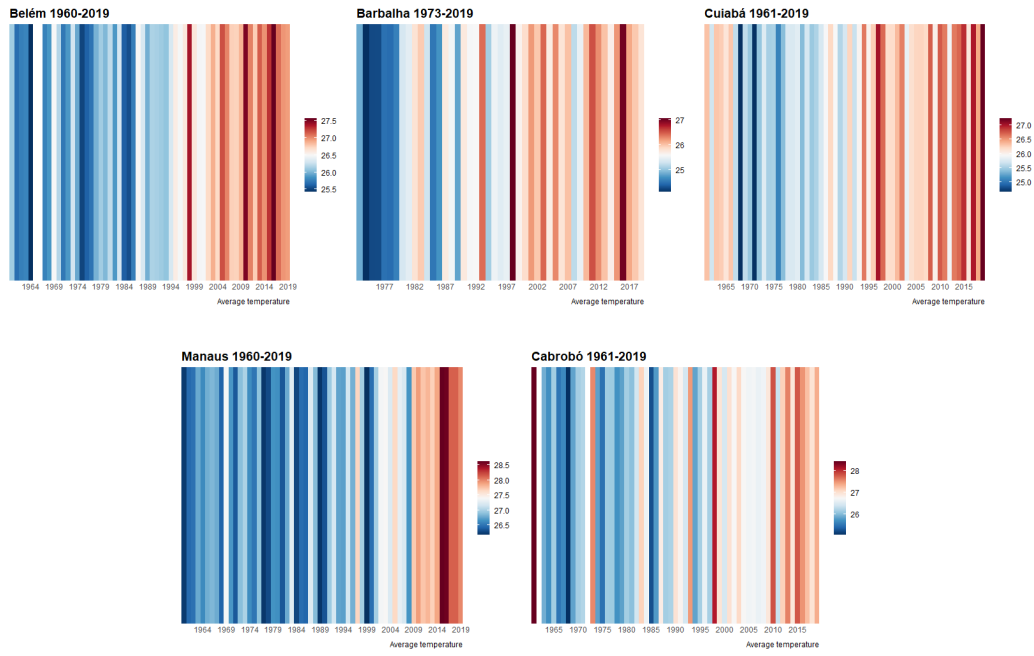 Belém 1960-2019
27.5
27.0
26.5
26.0
25.5
1964 1969 1974 1979 1984 1989 1994 1999 2004 2009 2014 2019
Average temperature
Barbalha 1973-2019
27
26
25
1977 1982 1987 1992 1997 2002 2007 2012 2017
Average temperature
Cuiabá 1961-2019
27.0
26.5
26.0
25.5
25.0
1965 1970 1975 1980 1985 1990 1995 2000 2005 2010 2015
Average temperature
Manaus 1960-2019
28.5
28.0
27.5
27.0
26.5
1964 1969 1974 1979 1984 1989 1994 1999 2004 2009 2014 2019
Average temperature
Cabrobó 1961-2019
28
27
26
1965 1970 1975 1980 1985 1990 1995 2000 2005 2010 2015
Average temperature